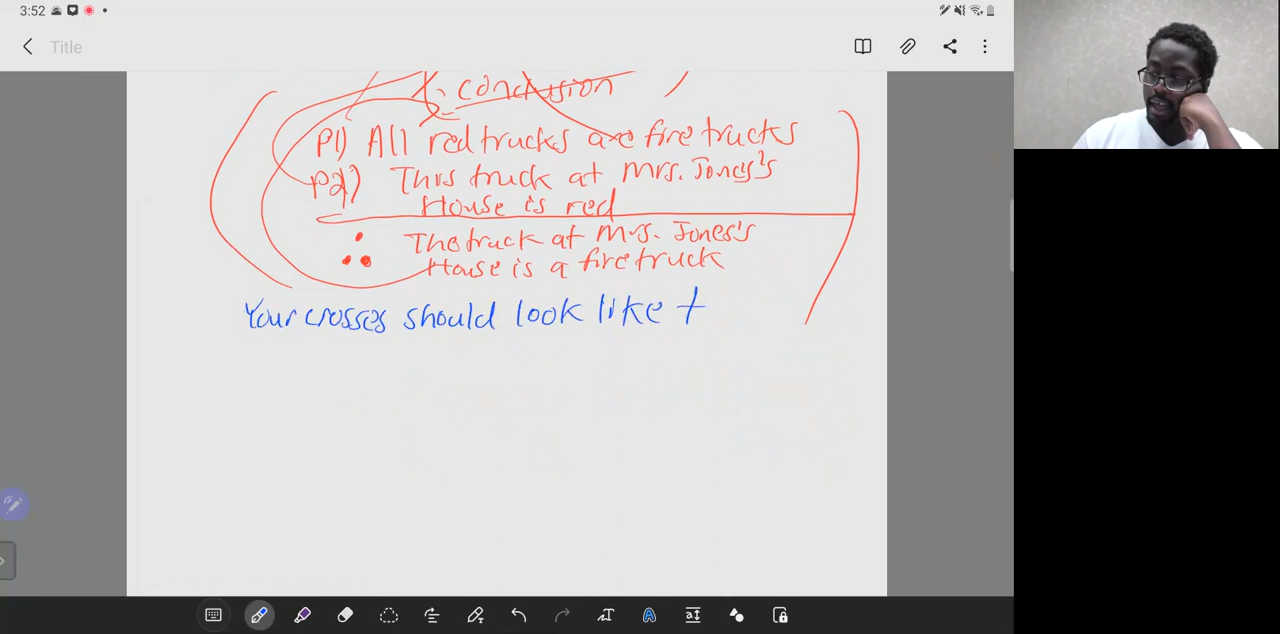 3:52
Title
conclusion
P1) All red trucks are fire trucks
P2) This truck at Mrs. Jones's
House is red
∴ The truck at Mrs. Jones's
House is a fire truck
Your crosses should look like t